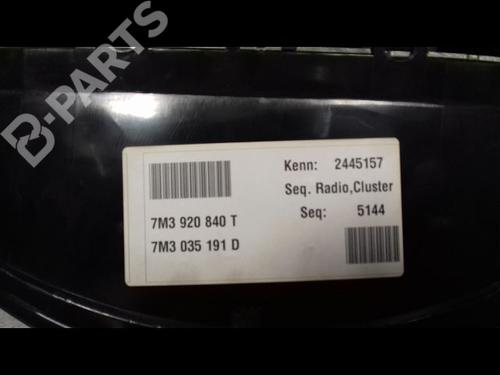 B-PARTS
Kenn: 2445157
Seq. Radio,Cluster
Seq: 5144
7M3 920 840 T
7M3 035 191 D